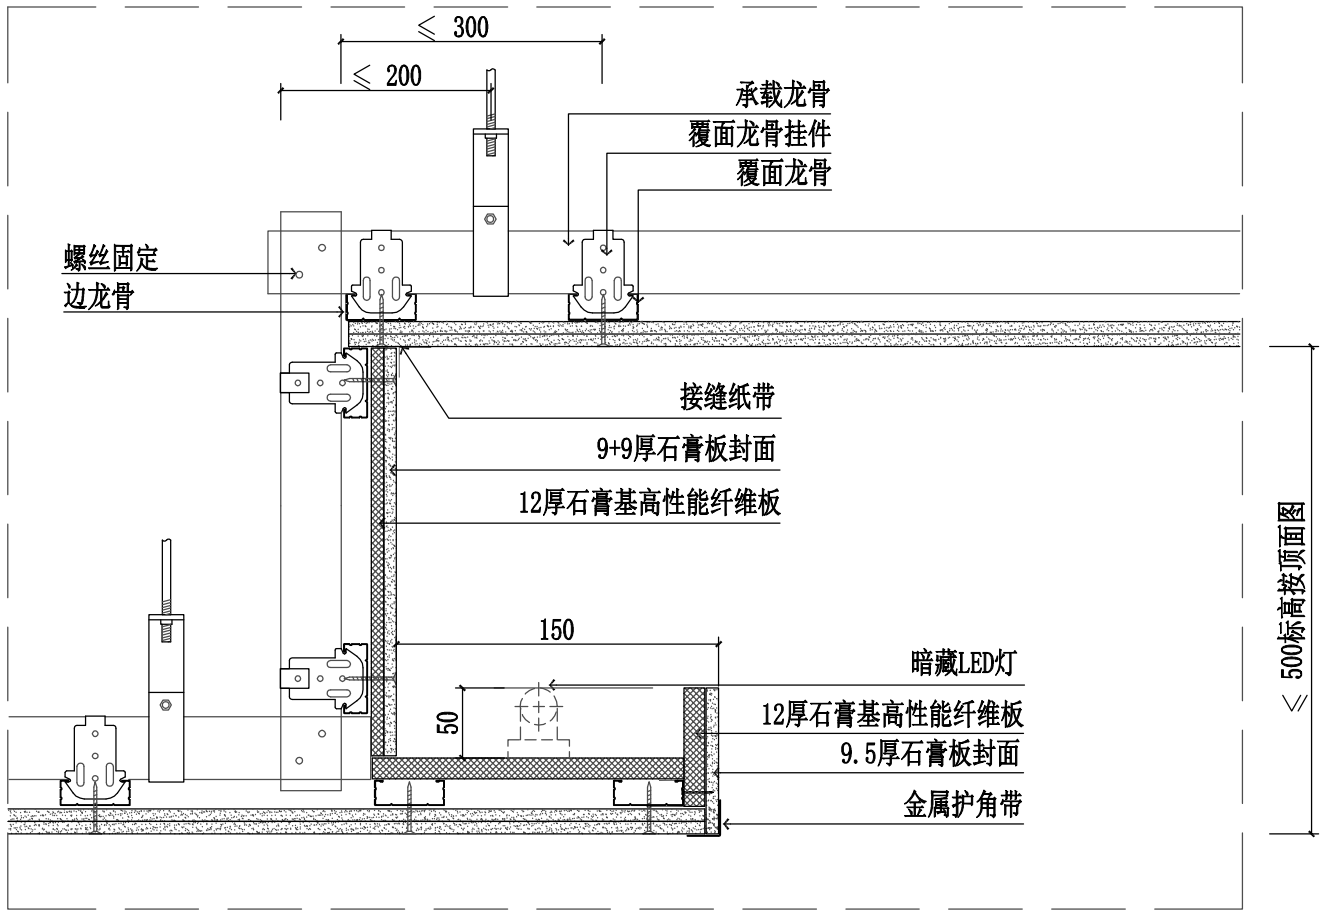 ≤ 300
≤ 200
承载龙骨
覆面龙骨挂件
覆面龙骨
螺丝固定
边龙骨
接缝纸带
9+9厚石膏板封面
12厚石膏基高性能纤维板
≤ 500标高按顶面图
150
暗藏LED灯
50
12厚石膏基高性能纤维板
9.5厚石膏板封面
金属护角带